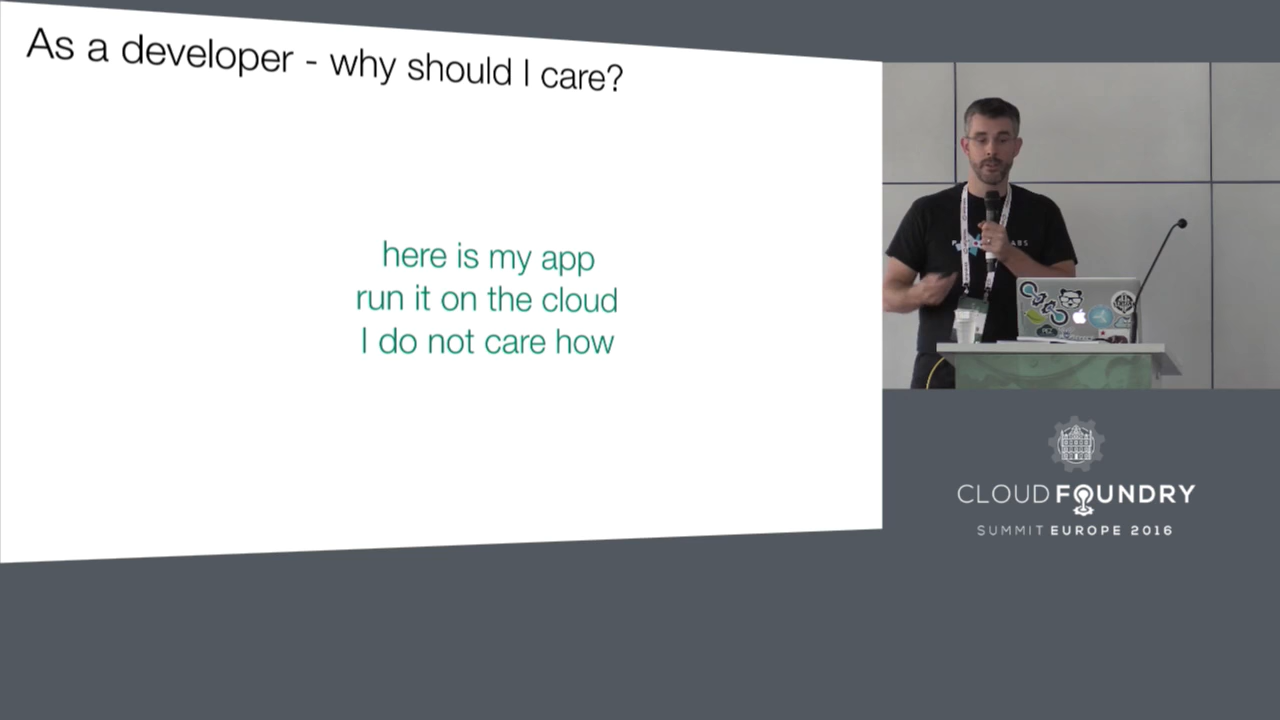 As a developer - why should I care?
here is my app
run it on the cloud
I do not care how
CLOUD FOUNDRY
SUMMIT EUROPE 2016